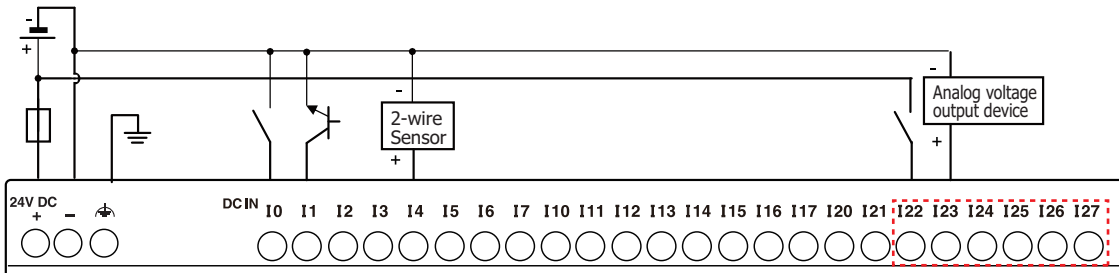 -
+
-
2-wire
Sensor
+
-
Analog voltage
output device
+
24V DC
+ -
DC IN I0 I1 I2 I3 I4 I5 I6 I7 I10 I11 I12 I13 I14 I15 I16 I17 I20 I21 I22 I23 I24 I25 I26 I27